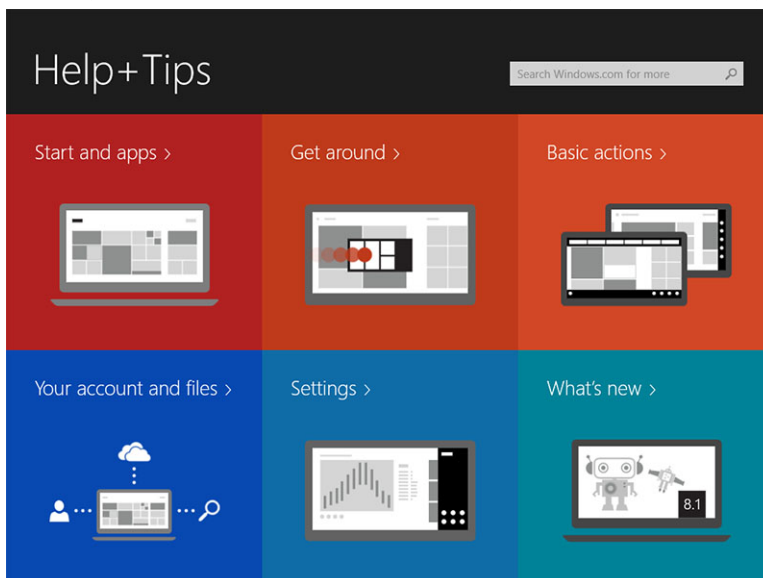 Help+Tips
Search Windows.com for more
Start and apps >
Get around >
Basic actions >
Your account and files >
Settings >
What's new >
8.1